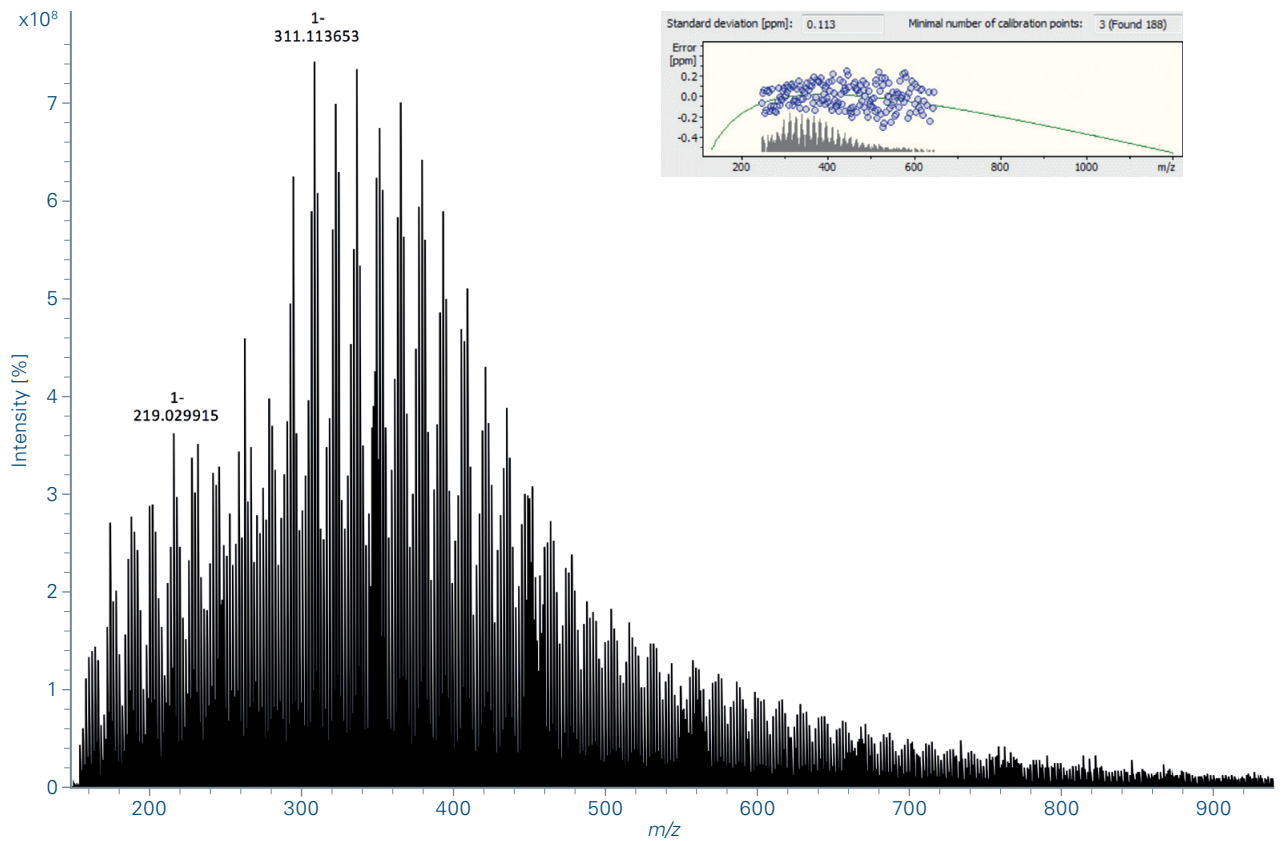 x10⁸
1-
311.113653
7
6
5
4
1-
219.029915
3
2
1
0
Intensity [%]
200 300 400 500 600 700 800 900
m/z
Standard deviation [ppm]: 0.113 Minimal number of calibration points: 3 (Found 188)
Error
[ppm]
0.2
0.0
-0.2
-0.4
200 400 600 800 1000 m/z